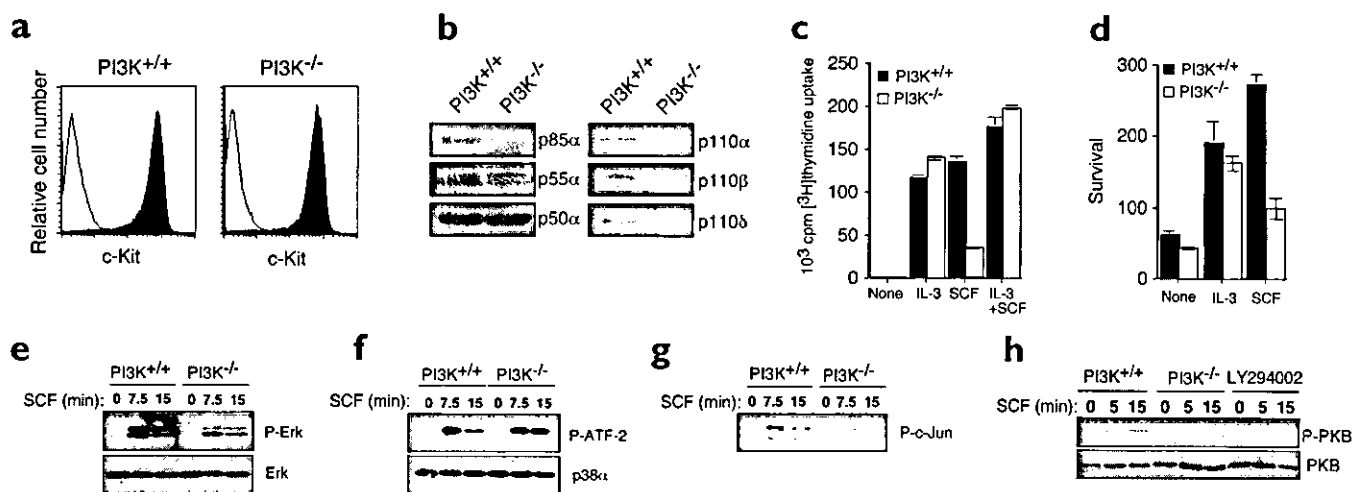 a
PI3K+/+ PI3K-/-
Relative cell number
c-Kit c-Kit
b
PI3K+/+ PI3K-/- PI3K+/+ PI3K-/-
p85α p110α
p55α p110β
p50α p110δ
c
10³ cpm [³H]thymidine uptake
250
200
150
100
50
0
PI3K+/+
PI3K-/-
None IL-3 SCF IL-3
+SCF
d
Survival
300
200
100
0
PI3K+/+
PI3K-/-
None IL-3 SCF
e
PI3K+/+ PI3K-/-
SCF (min): 0 7.5 15 0 7.5 15
P-Erk
Erk
f
PI3K+/+ PI3K-/-
SCF (min): 0 7.5 15 0 7.5 15
P-ATF-2
p38α
g
PI3K+/+ PI3K-/-
SCF (min): 0 7.5 15 0 7.5 15
P-c-Jun
h
PI3K+/+ PI3K-/- LY294002
SCF (min): 0 5 15 0 5 15 0 5 15
P-PKB
PKB